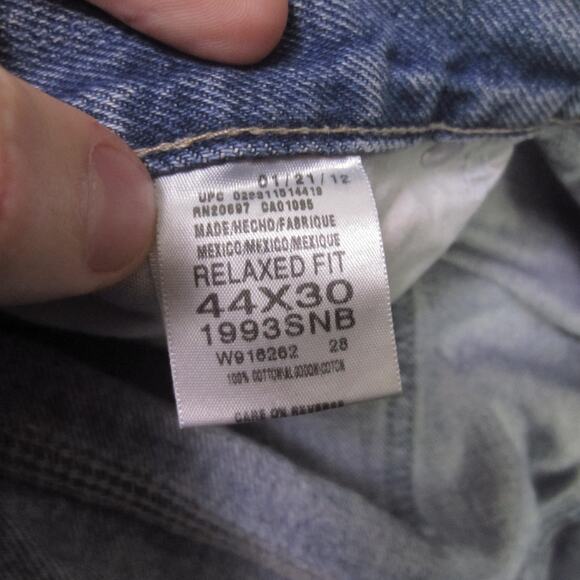 01/21/12
UPC 028311514419
RN20697 CA01095
MADE/HECHO/FABRIQUE
MEXICO/MEXICO/MEXIQUE
RELAXED FIT
44X30
1993SNB
W916262 28
100% COTTON/ALGODON/COTON
CARE ON REVERSE